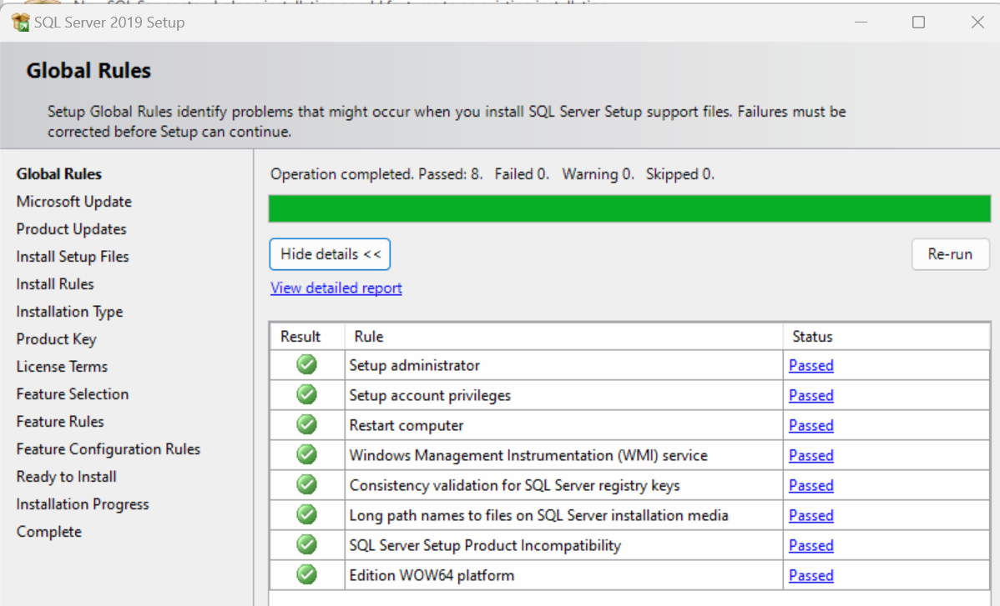 SQL Server 2019 Setup
Global Rules
Setup Global Rules identify problems that might occur when you install SQL Server Setup support files. Failures must be
corrected before Setup can continue.
Global Rules
Microsoft Update
Product Updates
Install Setup Files
Install Rules
Installation Type
Product Key
License Terms
Feature Selection
Feature Rules
Feature Configuration Rules
Ready to Install
Installation Progress
Complete
Operation completed. Passed: 8. Failed 0. Warning 0. Skipped 0.
Hide details <<
Re-run
View detailed report
Result Rule Status
Setup administrator Passed
Setup account privileges Passed
Restart computer Passed
Windows Management Instrumentation (WMI) service Passed
Consistency validation for SQL Server registry keys Passed
Long path names to files on SQL Server installation media Passed
SQL Server Setup Product Incompatibility Passed
Edition WOW64 platform Passed